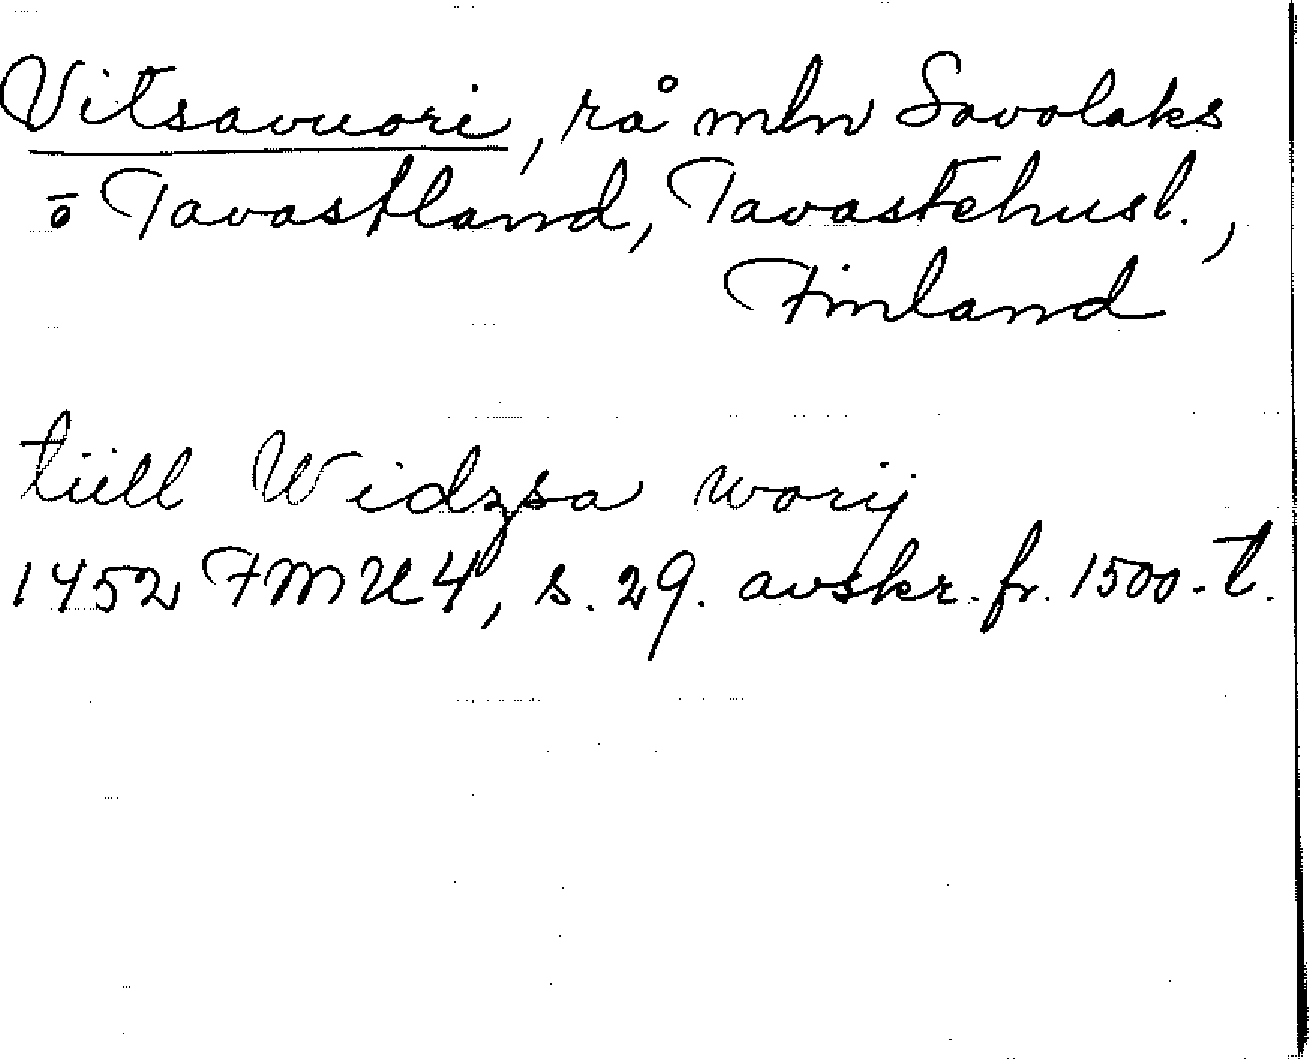 Vitsavuori, rå mln Savolaks
o Tavastland, Tavastehusl.,
Finland
tiill Widzsa worij
1452 FMU 4, s. 29. avskr. fr. 1500-t.